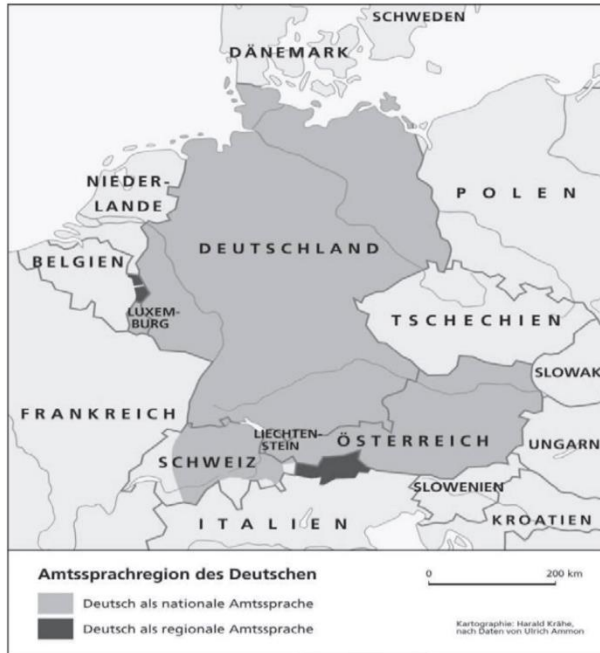 SCHWEDEN
DÄNEMARK
NIEDER-
LANDE
POLEN
DEUTSCHLAND
BELGIEN
LUXEM-
BURG
TSCHECHIEN
SLOWAK
FRANKREICH
LIECHTEN-
STEIN
ÖSTERREICH
UNGARN
SCHWEIZ
SLOWENIEN
KROATIEN
ITALIEN
Amtssprachregion des Deutschen
0 200 km
Deutsch als nationale Amtssprache
Deutsch als regionale Amtssprache
Kartographie: Harald Krähe,
nach Daten von Ulrich Ammon